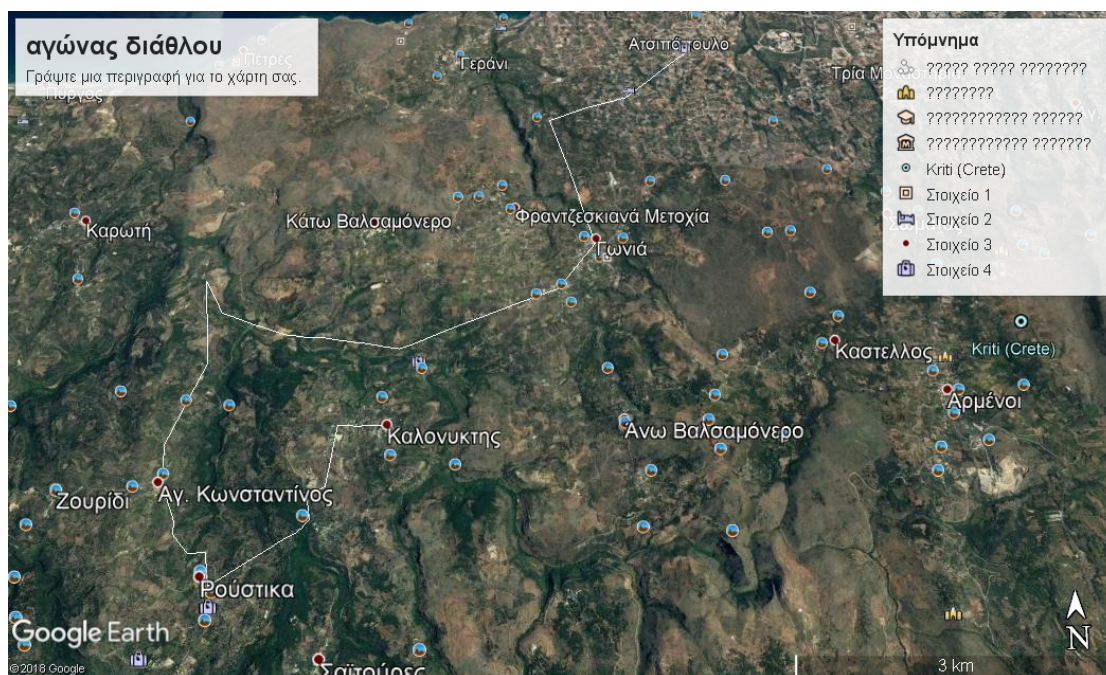 αγώνας διάθλου
Γράψτε μια περιγραφή για το χάρτη σας.
Υπόμνημα
????? ????? ????????
????????
???????????? ??????
???????????? ???????
Kriti (Crete)
Στοιχείο 1
Στοιχείο 2
Στοιχείο 3
Στοιχείο 4
Ατσιπόπουλο
Γεράνι
Πέτρες
Πύργος
Τρία
Καρωτή
Κάτω Βαλσαμόνερο
Φραντζεσκιανά Μετοχία
Γωνιά
Καστελλος
Kriti (Crete)
Αρμένοι
Καλονυκτης
Ανω Βαλσαμόνερο
Ζουρίδι
Αγ. Κωνσταντίνος
Ρούστικα
Σαϊτούρες
Google Earth
©2018 Google
N
3 km